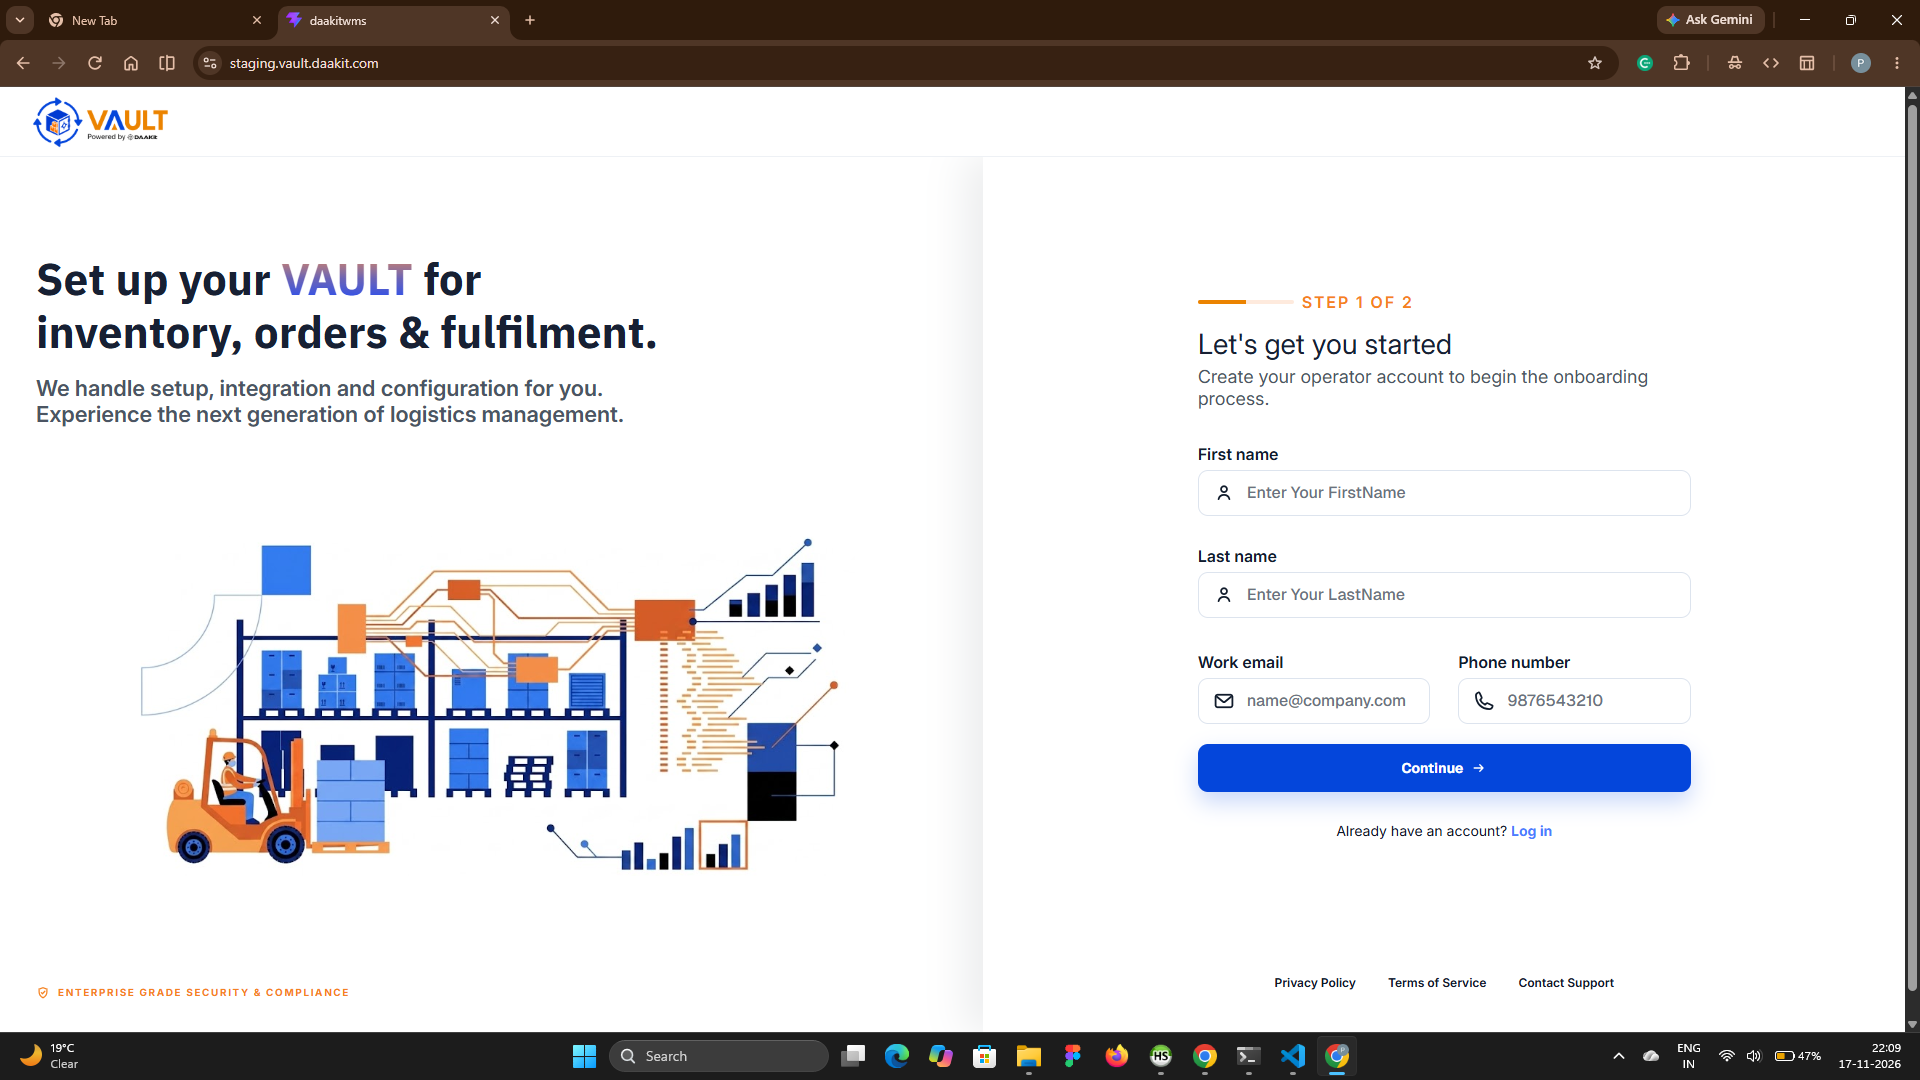 New Tab
daakitwms
Ask Gemini
staging.vault.daakit.com
P
VAULT
Powered by DAAKit
Set up your VAULT for
inventory, orders & fulfilment.
We handle setup, integration and configuration for you.
Experience the next generation of logistics management.
ENTERPRISE GRADE SECURITY & COMPLIANCE
STEP 1 OF 2
Let's get you started
Create your operator account to begin the onboarding
process.
First name
Enter Your FirstName
Last name
Enter Your LastName
Work email
Phone number
name@company.com
9876543210
Continue →
Already have an account? Log in
Privacy Policy
Terms of Service
Contact Support
19°C
Clear
Search
HS
ENG
IN
47%
22:09
17-11-2026